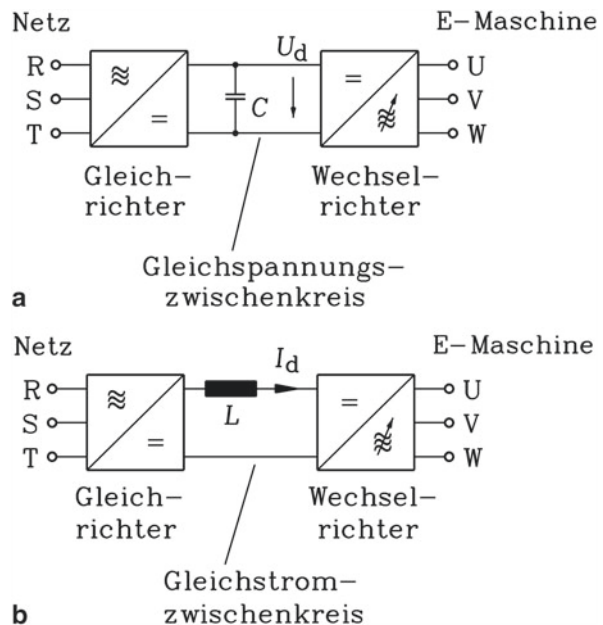 Netz
E-Maschine
R
S
T
≋
=
U_d
C
=
≋
U
V
W
Gleich-
richter
Wechsel-
richter
Gleichspannungs-
zwischenkreis
a
Netz
E-Maschine
R
S
T
≋
=
I_d
L
=
≋
U
V
W
Gleich-
richter
Wechsel-
richter
Gleichstrom-
zwischenkreis
b